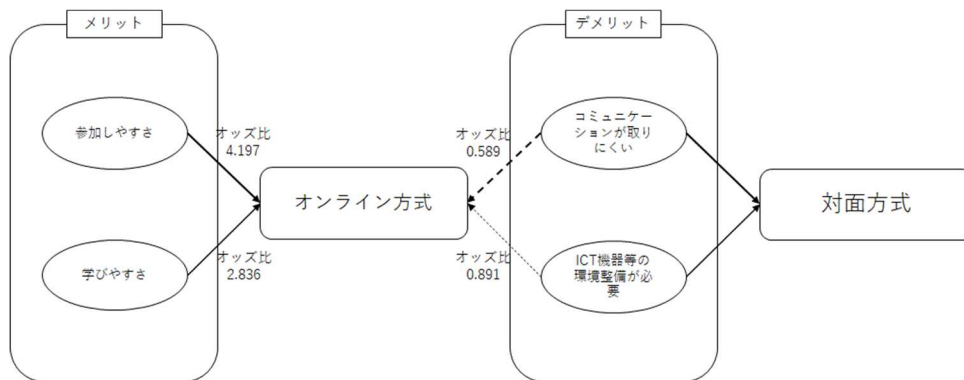 メリット
デメリット
参加しやすさ
オッズ比
4.197
オッズ比
0.589
コミュニケー
ションが取り
にくい
オンライン方式
対面方式
学びやすさ
オッズ比
2.836
オッズ比
0.891
ICT機器等の
環境整備が必
要